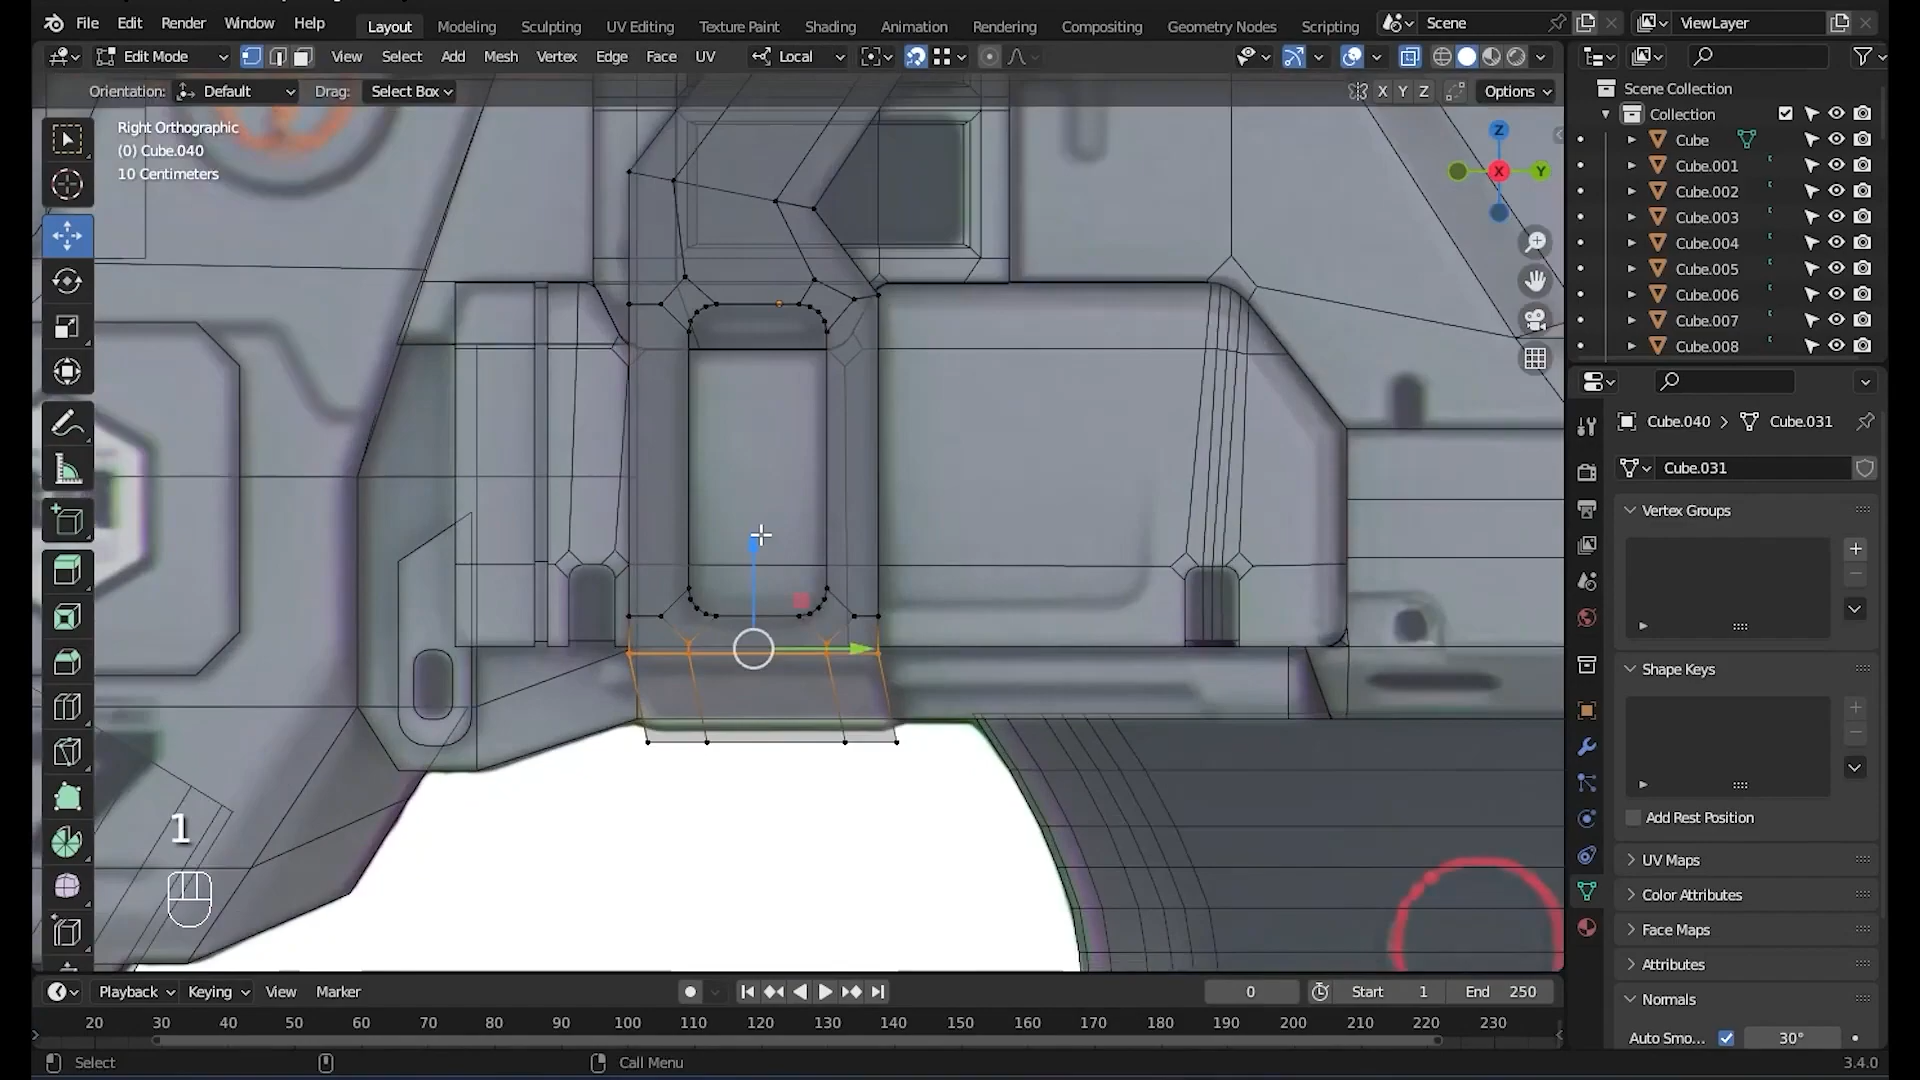 File Edit Render Window Help Layout Modeling Sculpting UV Editing Texture Paint Shading Animation Rendering Compositing Geometry Nodes Scripting Scene ViewLayer
Edit Mode View Select Add Mesh Vertex Edge Face UV Local
Orientation: Default Drag: Select Box X Y Z Options
Right Orthographic
(0) Cube.040
10 Centimeters
Z
X
Y
1
Scene Collection
Collection
Cube
Cube.001
Cube.002
Cube.003
Cube.004
Cube.005
Cube.006
Cube.007
Cube.008
Cube.040 > Cube.031
Cube.031
Vertex Groups
Shape Keys
Add Rest Position
UV Maps
Color Attributes
Face Maps
Attributes
Normals
Auto Smo... 30°
Playback Keying View Marker 0 Start 1 End 250
20 30 40 50 60 70 80 90 100 110 120 130 140 150 160 170 180 190 200 210 220 230
Select Call Menu 3.4.0